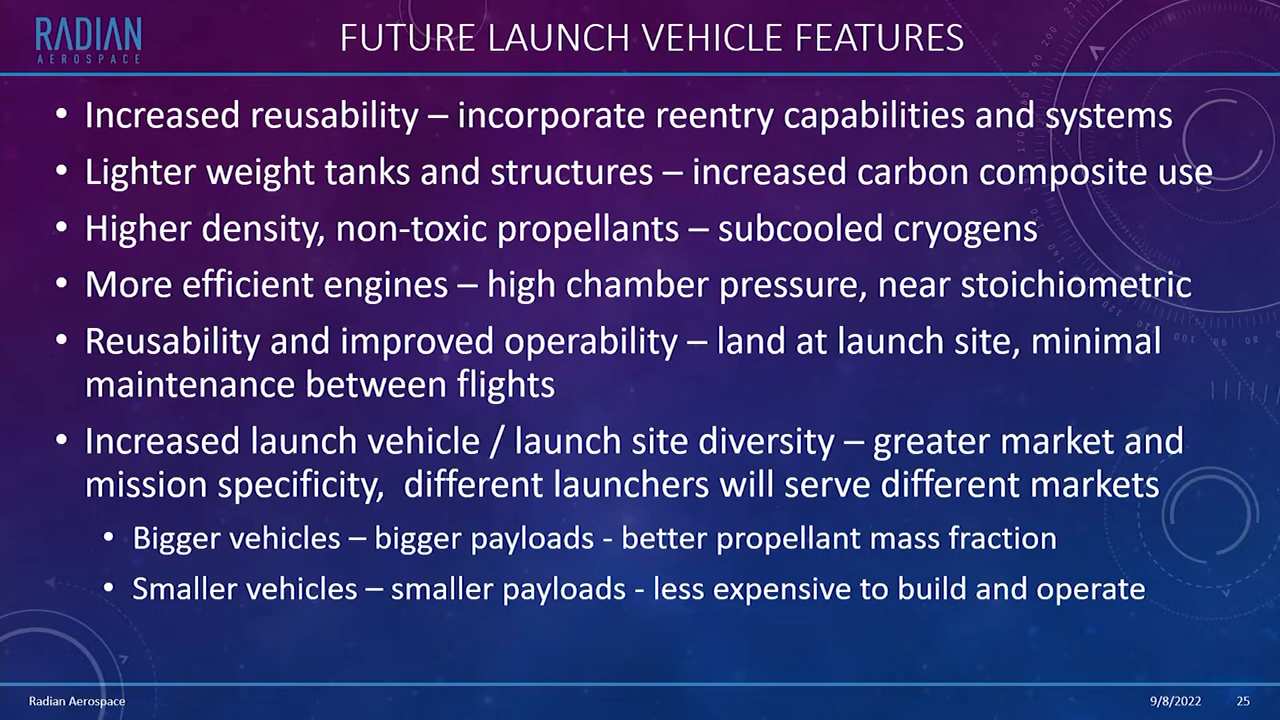 RADIAN
AEROSPACE
FUTURE LAUNCH VEHICLE FEATURES
• Increased reusability – incorporate reentry capabilities and systems
• Lighter weight tanks and structures – increased carbon composite use
• Higher density, non-toxic propellants – subcooled cryogens
• More efficient engines – high chamber pressure, near stoichiometric
• Reusability and improved operability – land at launch site, minimal
maintenance between flights
• Increased launch vehicle / launch site diversity – greater market and
mission specificity,  different launchers will serve different markets
• Bigger vehicles – bigger payloads - better propellant mass fraction
• Smaller vehicles – smaller payloads - less expensive to build and operate
Radian Aerospace
9/8/2022
25